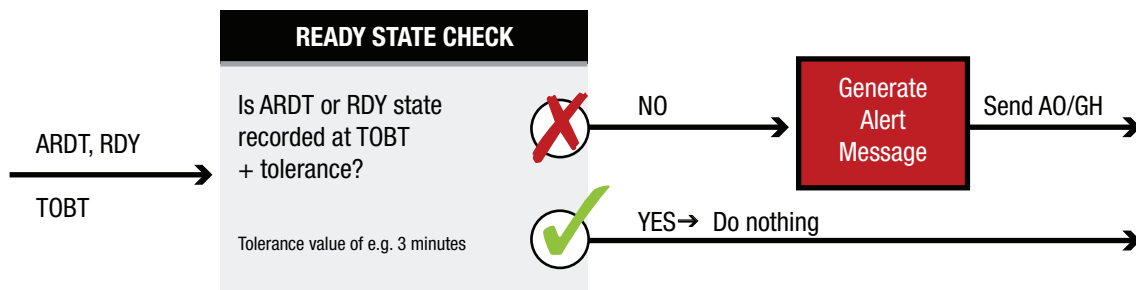 READY STATE CHECK
ARDT, RDY
TOBT
Is ARDT or RDY state
recorded at TOBT
+ tolerance?
Tolerance value of e.g. 3 minutes
NO
Generate
Alert
Message
Send AO/GH
YES→ Do nothing